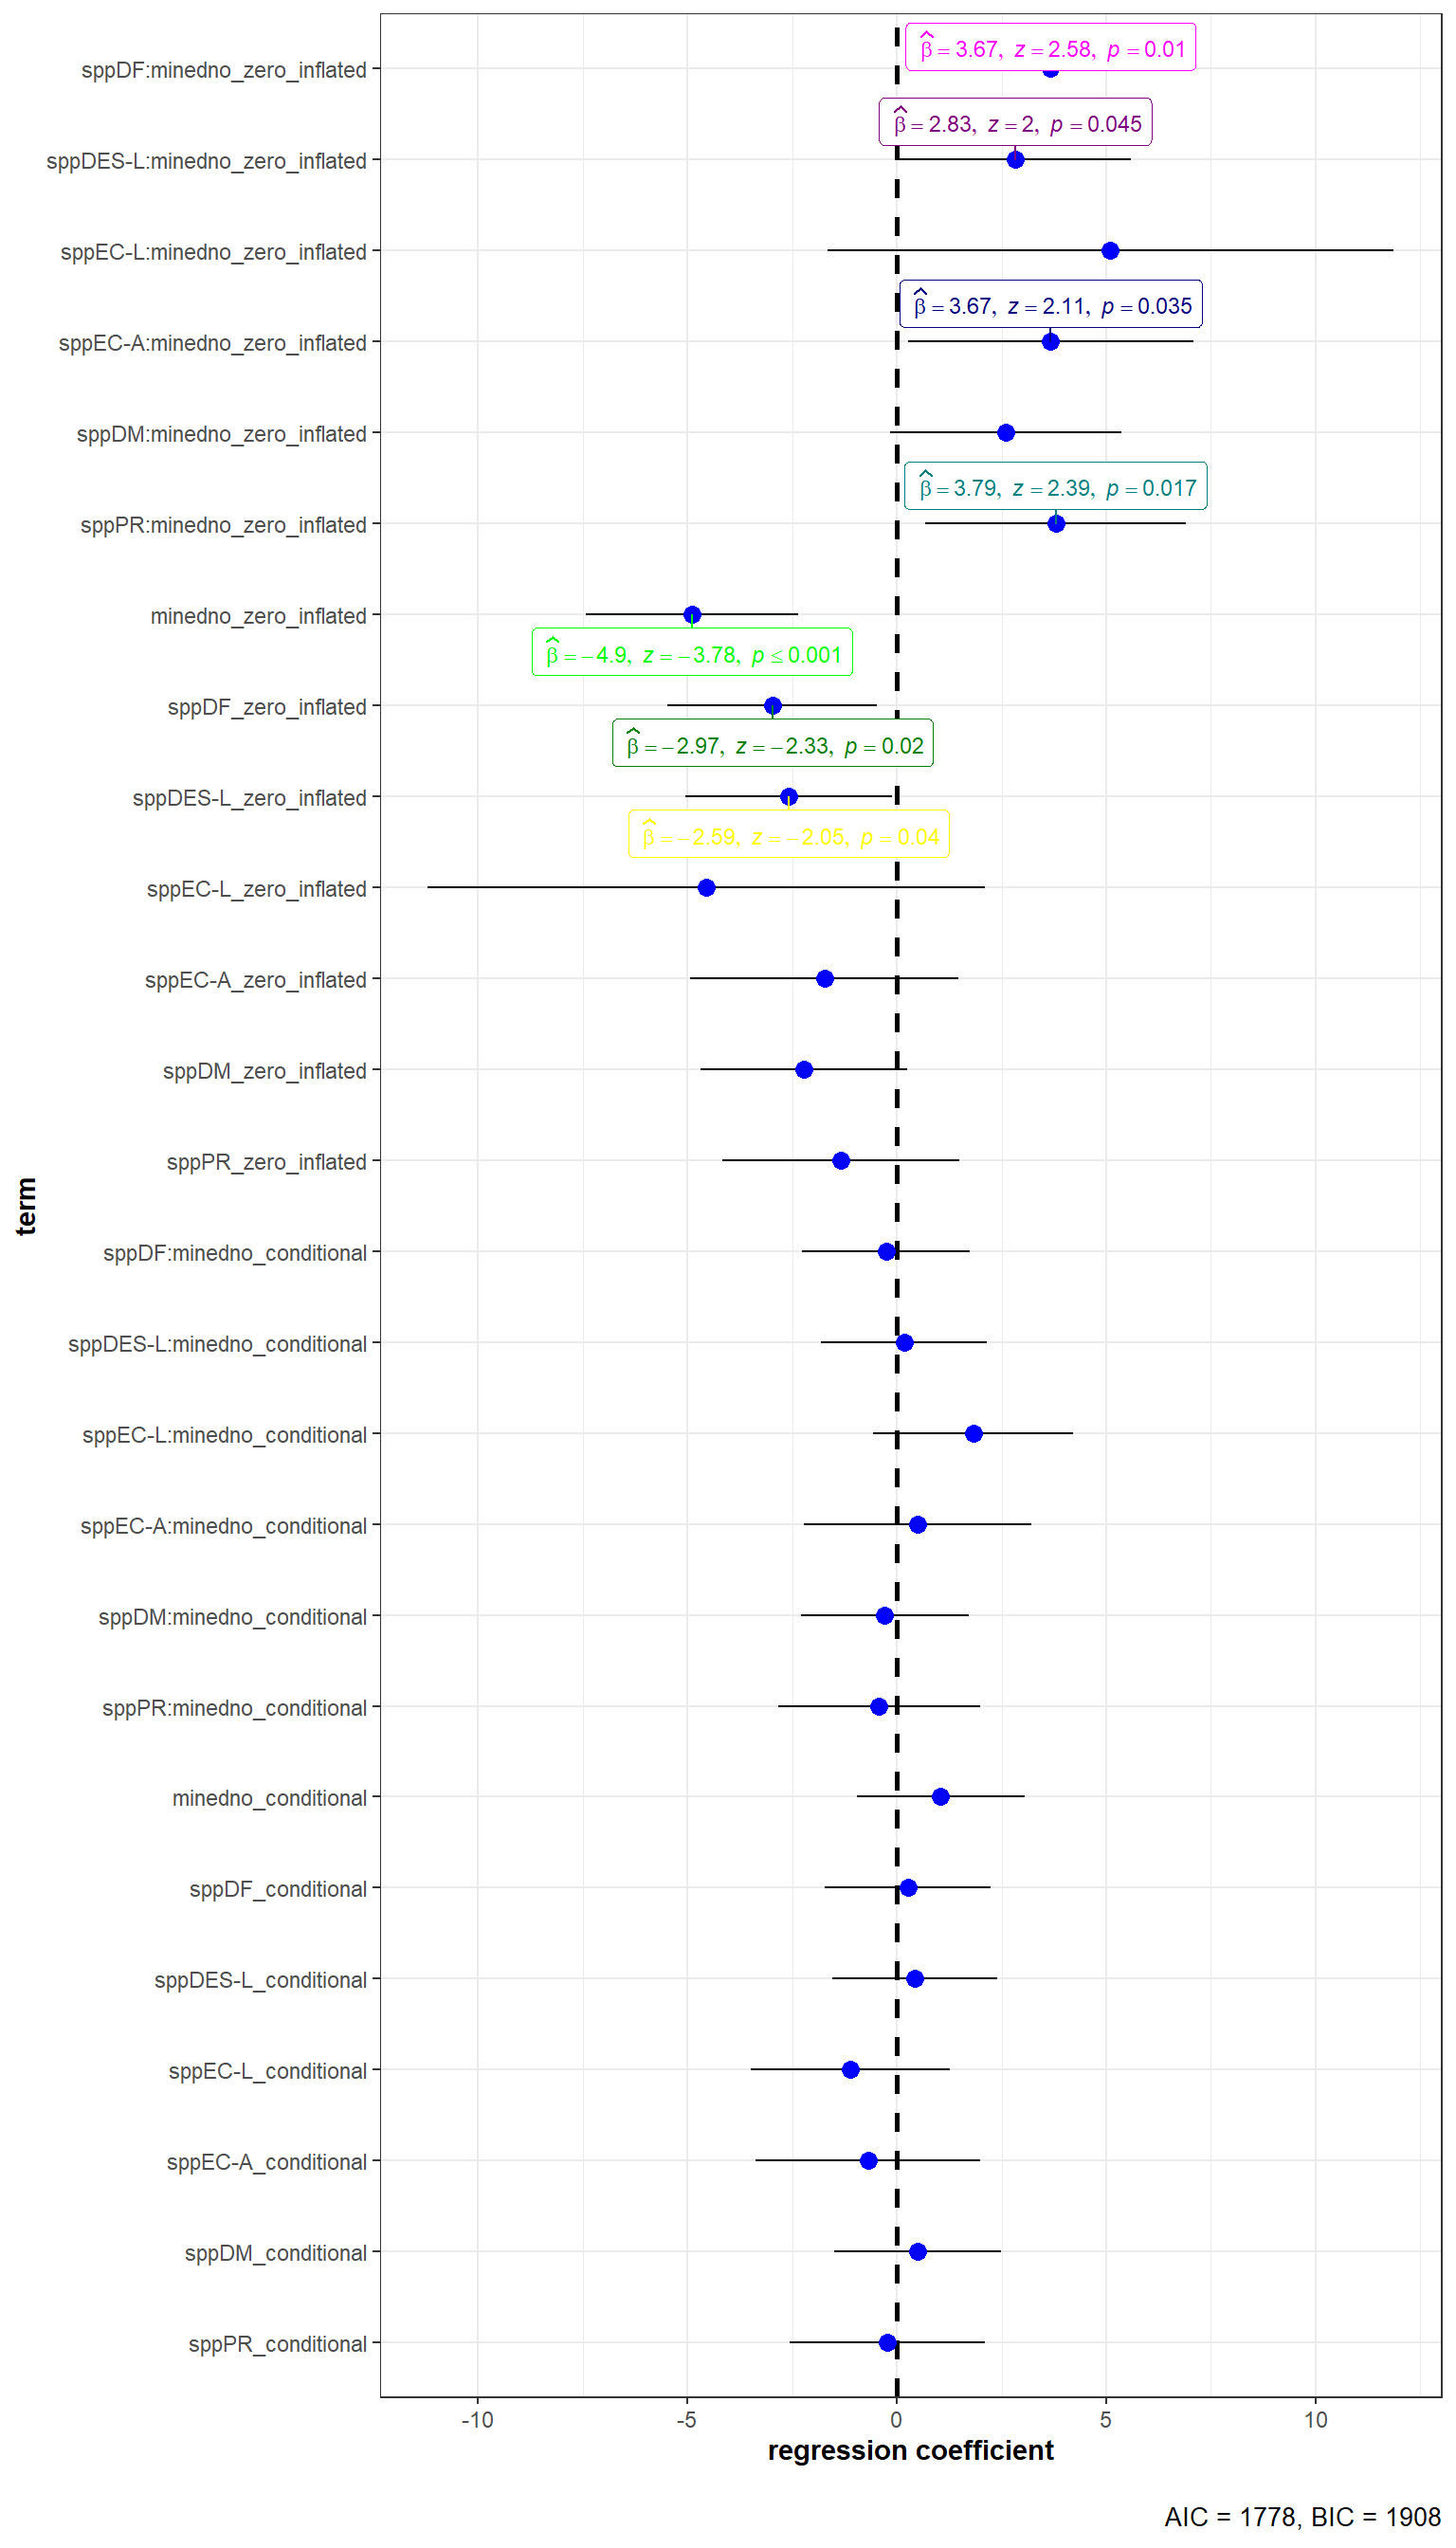 sppDF:minedno_zero_inflated
β̂ = 3.67, z = 2.58, p = 0.01
β̂ = 2.83, z = 2, p = 0.045
sppDES-L:minedno_zero_inflated
sppEC-L:minedno_zero_inflated
β̂ = 3.67, z = 2.11, p = 0.035
sppEC-A:minedno_zero_inflated
sppDM:minedno_zero_inflated
β̂ = 3.79, z = 2.39, p = 0.017
sppPR:minedno_zero_inflated
minedno_zero_inflated
β̂ = −4.9, z = −3.78, p ≤ 0.001
sppDF_zero_inflated
β̂ = −2.97, z = −2.33, p = 0.02
sppDES-L_zero_inflated
β̂ = −2.59, z = −2.05, p = 0.04
sppEC-L_zero_inflated
sppEC-A_zero_inflated
sppDM_zero_inflated
sppPR_zero_inflated
term
sppDF:minedno_conditional
sppDES-L:minedno_conditional
sppEC-L:minedno_conditional
sppEC-A:minedno_conditional
sppDM:minedno_conditional
sppPR:minedno_conditional
minedno_conditional
sppDF_conditional
sppDES-L_conditional
sppEC-L_conditional
sppEC-A_conditional
sppDM_conditional
sppPR_conditional
-10 -5 0 5 10
regression coefficient
AIC = 1778, BIC = 1908